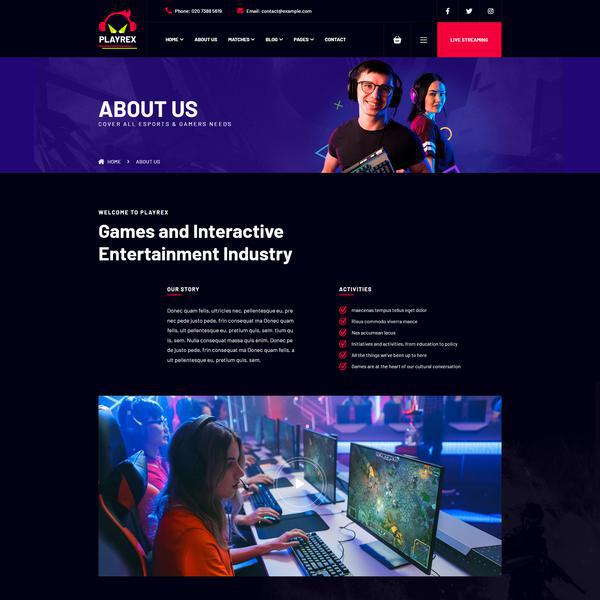 Phone: 020 7388 5619
Email: contact@example.com
PLAYREX
HOME
ABOUT US
MATCHES
BLOG
PAGES
CONTACT
LIVE STREAMING
ABOUT US
COVER ALL ESPORTS & GAMERS NEEDS
HOME > ABOUT US
WELCOME TO PLAYREX
Games and Interactive
Entertainment Industry
OUR STORY
Donec quam felis, ultricies nec, pellentesque eu, pre
nec pede justo pede, frin consequat ma Donec quam
felis, ult pellentesque eu, pretium quis, sem. tium qu
is, sem. Nulla consequat massa quis enim. Donec pe
de justo pede, frin consequat ma Donec quam felis, a
ult pellentesque eu, pretium quis, sem.
ACTIVITIES
maecenas tempus tellus eget dolor
Risus commodo viverra maece
Nea accumsan lacus
Initiatives and activities, from education to policy
All the things we've been up to here
Games are at the heart of our cultural conversation